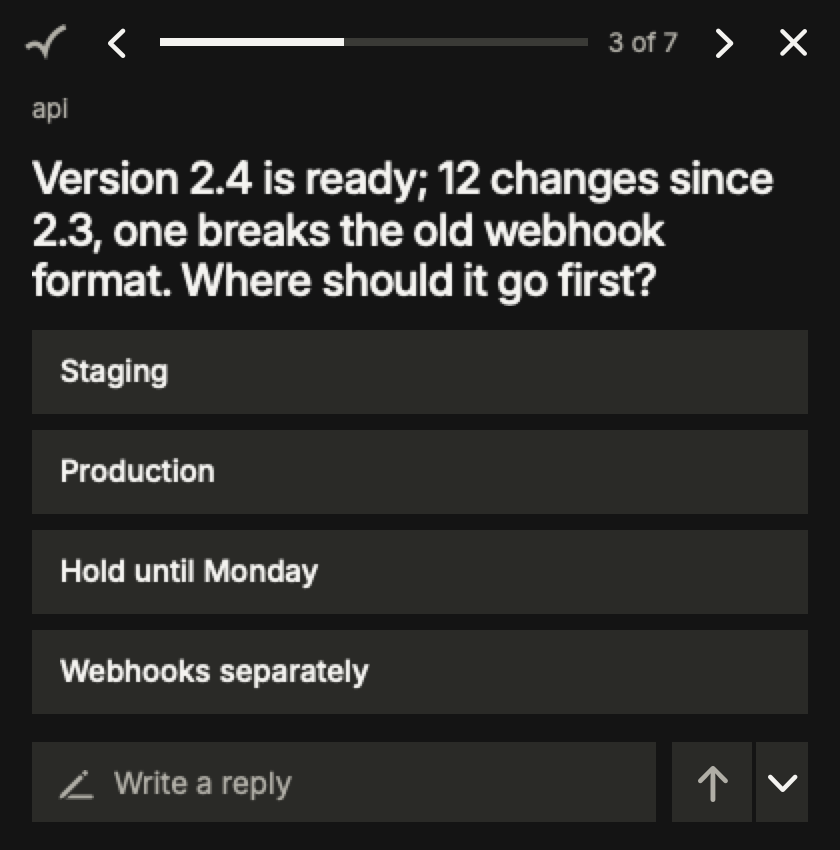 3 of 7
api
Version 2.4 is ready; 12 changes since
2.3, one breaks the old webhook
format. Where should it go first?
Staging
Production
Hold until Monday
Webhooks separately
Write a reply